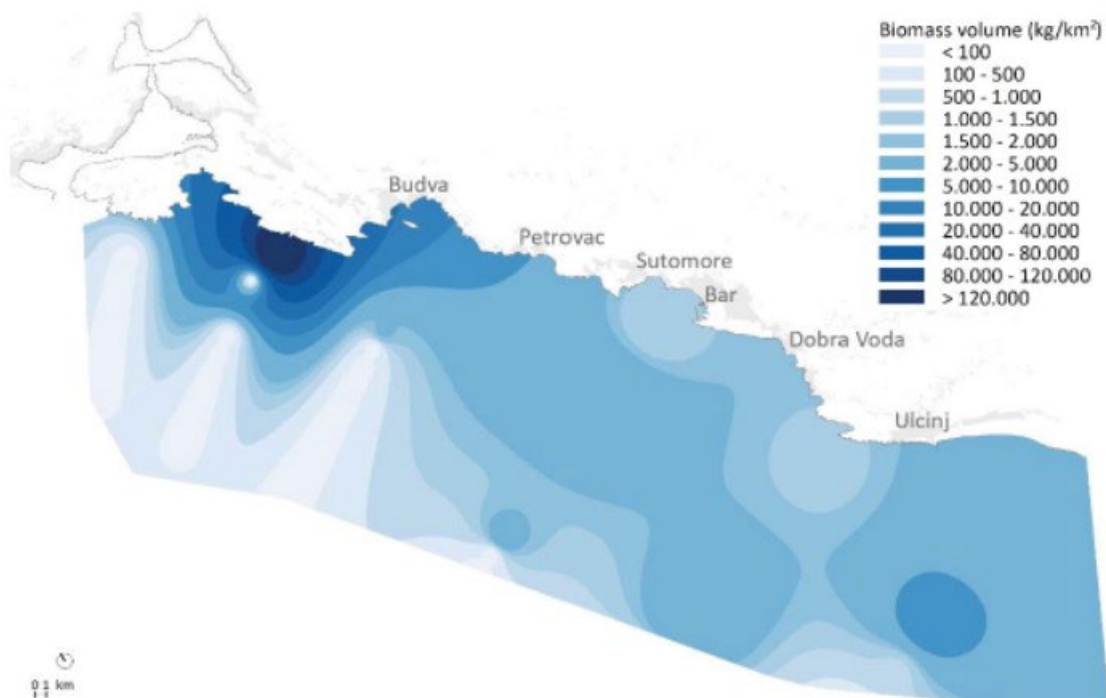 Biomass volume (kg/km²)
< 100
100 - 500
500 - 1.000
1.000 - 1.500
1.500 - 2.000
2.000 - 5.000
5.000 - 10.000
10.000 - 20.000
20.000 - 40.000
40.000 - 80.000
80.000 - 120.000
> 120.000
Budva
Petrovac
Sutomore
Bar
Dobra Voda
Ulcinj
0 1 km